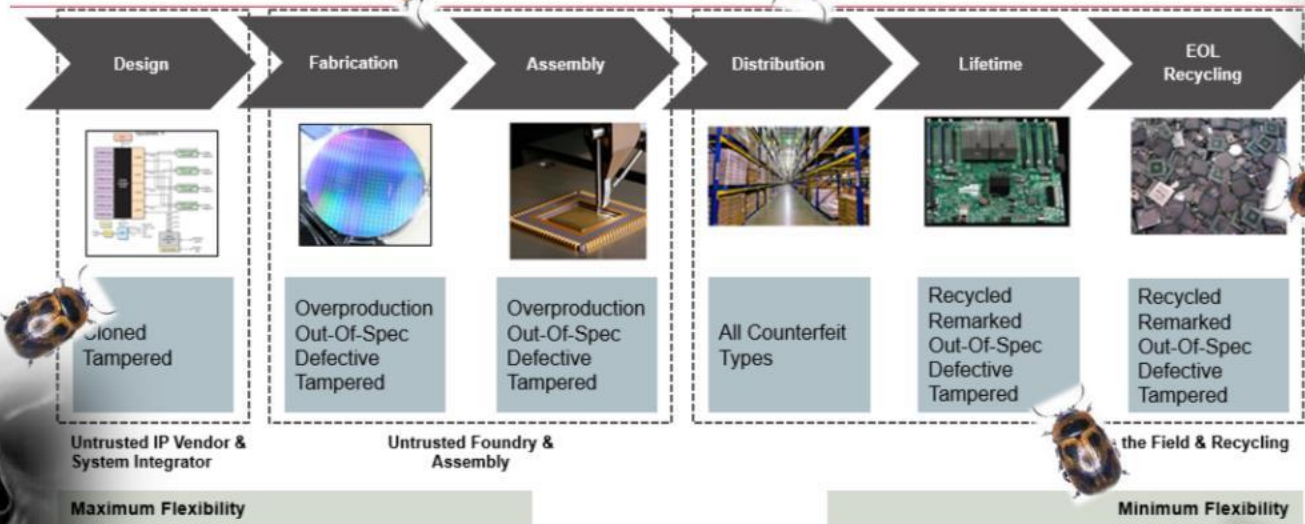 Design
Fabrication
Assembly
Distribution
Lifetime
EOL
Recycling
Tampered
Overproduction
Out-Of-Spec
Defective
Tampered
Overproduction
Out-Of-Spec
Defective
Tampered
All Counterfeit
Types
Recycled
Remarked
Out-Of-Spec
Defective
Tampered
Recycled
Remarked
Out-Of-Spec
Defective
Tampered
Untrusted IP Vendor &
System Integrator
Untrusted Foundry &
Assembly
the Field & Recycling
Maximum Flexibility
Minimum Flexibility